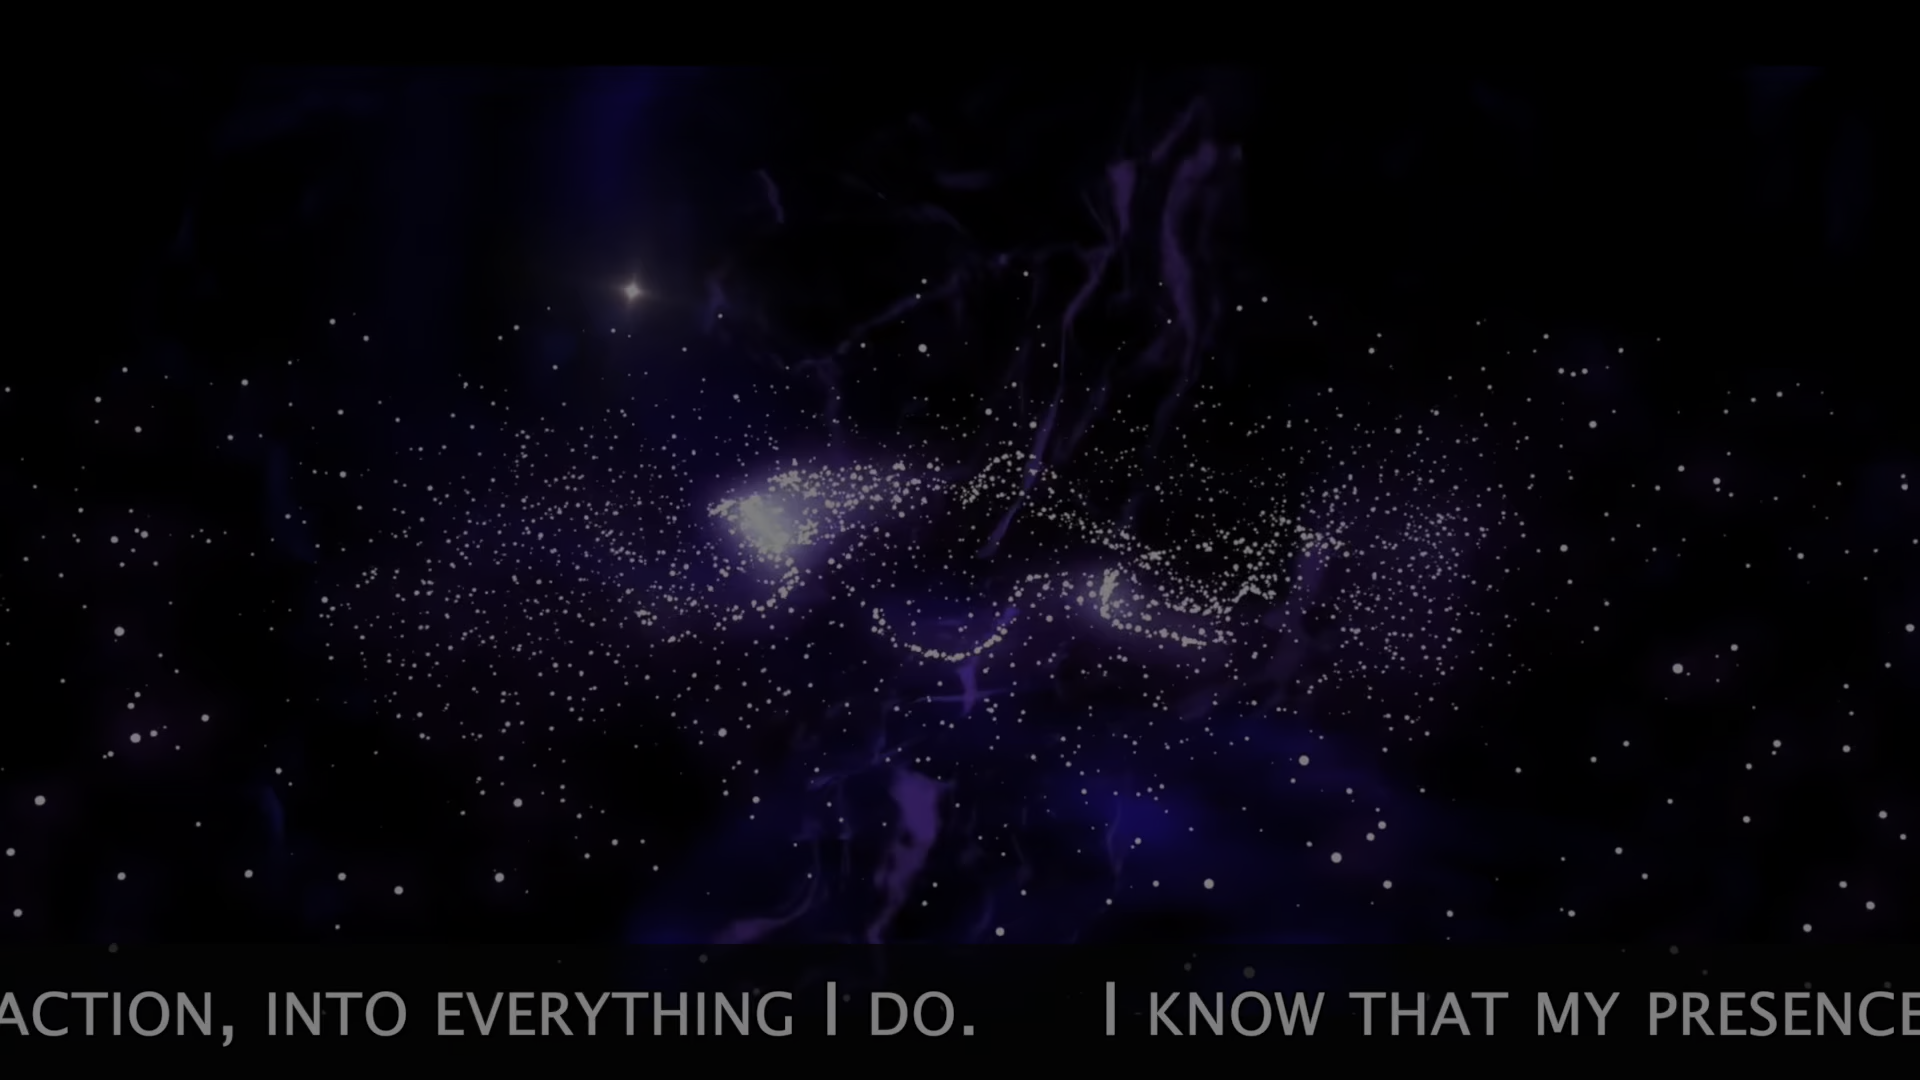 ACTION, INTO EVERYTHING I DO. I KNOW THAT MY PRESENCE